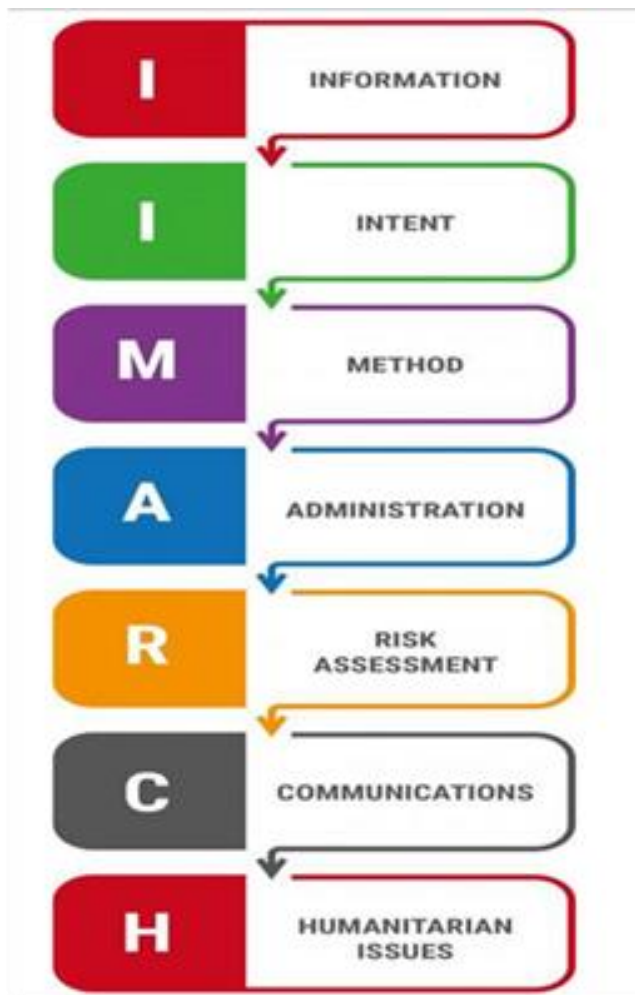 I
INFORMATION
I
INTENT
M
METHOD
A
ADMINISTRATION
R
RISK
ASSESSMENT
C
COMMUNICATIONS
H
HUMANITARIAN
ISSUES